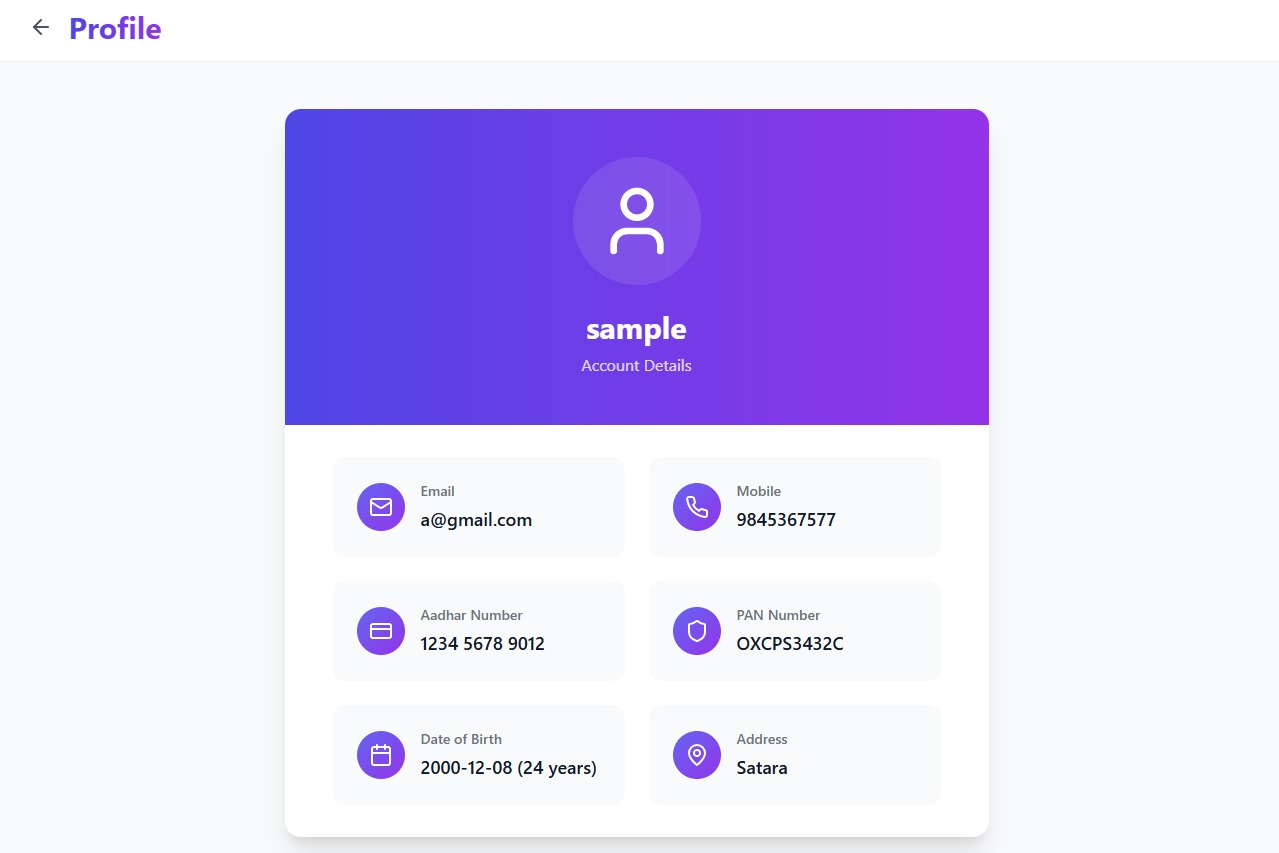 Profile
sample
Account Details
Email
a@gmail.com
Mobile
9845367577
Aadhar Number
1234 5678 9012
PAN Number
OXCPS3432C
Date of Birth
2000-12-08 (24 years)
Address
Satara